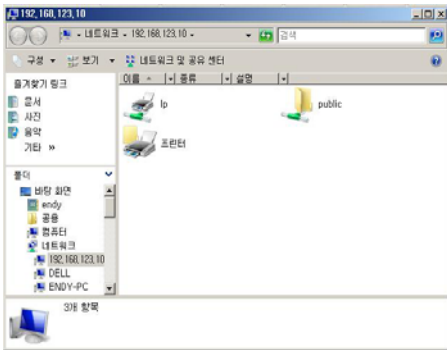 192,168,123,10
네트워크 - 192,168,123,10 -
검색
구성 보기 네트워크 및 공유 센터
즐겨찾기 링크
문서
사진
음악
기타 »
이름 종류 설명
lp
public
프린터
폴더
바탕 화면
endy
공용
컴퓨터
네트워크
192,168,123,10
DELL
ENDY-PC
3개 항목